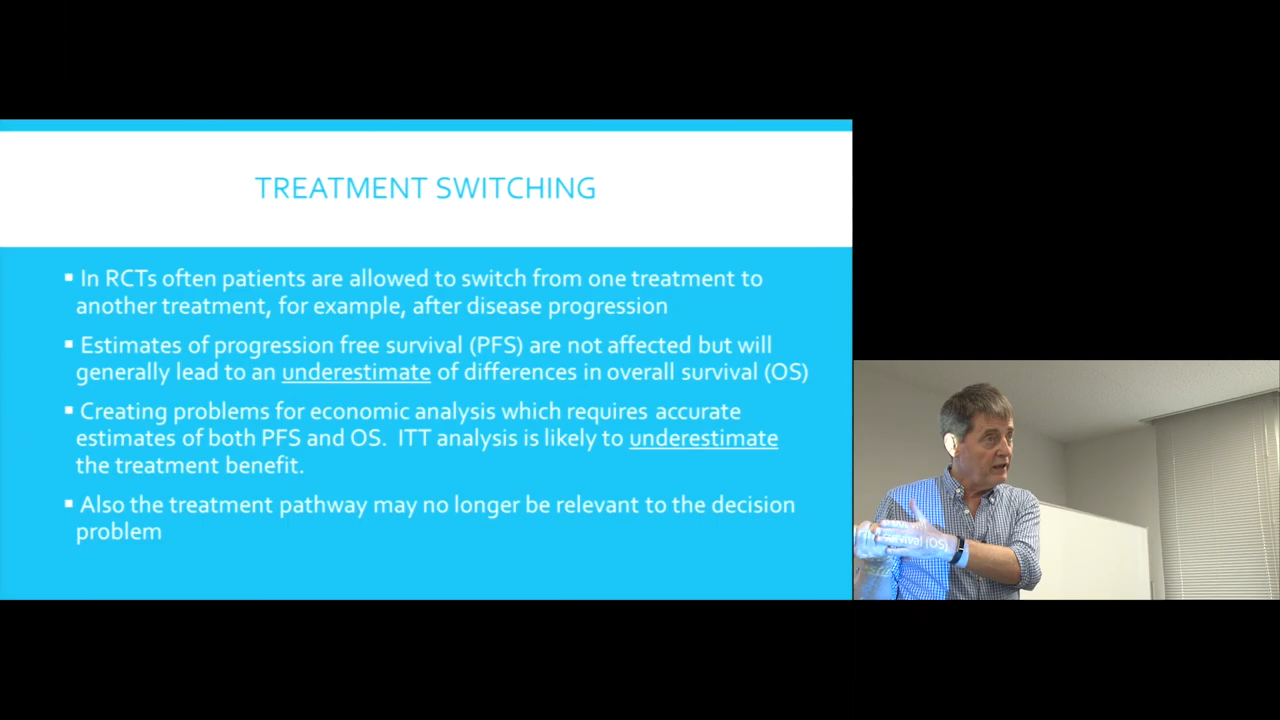 TREATMENT SWITCHING
▪ In RCTs often patients are allowed to switch from one treatment to
another treatment, for example, after disease progression
▪ Estimates of progression free survival (PFS) are not affected but will
generally lead to an underestimate of differences in overall survival (OS)
▪ Creating problems for economic analysis which requires accurate
estimates of both PFS and OS. ITT analysis is likely to underestimate
the treatment benefit.
▪ Also the treatment pathway may no longer be relevant to the decision
problem
survival (OS)